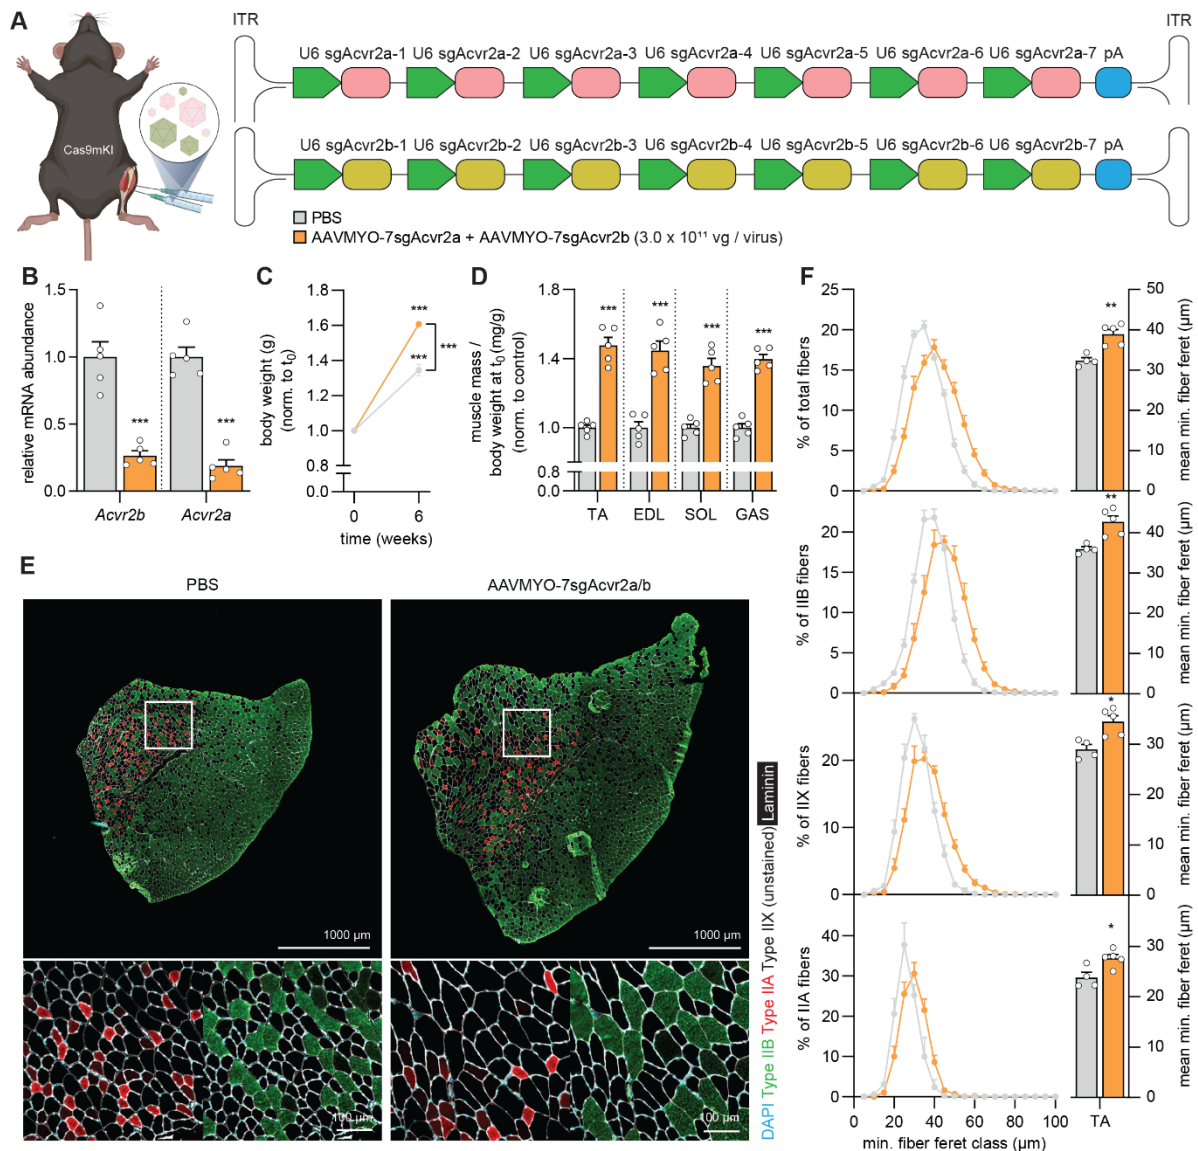 A
ITR
ITR
U6 sgAcvr2a-1 U6 sgAcvr2a-2 U6 sgAcvr2a-3 U6 sgAcvr2a-4 U6 sgAcvr2a-5 U6 sgAcvr2a-6 U6 sgAcvr2a-7 pA
Cas9mKI
U6 sgAcvr2b-1 U6 sgAcvr2b-2 U6 sgAcvr2b-3 U6 sgAcvr2b-4 U6 sgAcvr2b-5 U6 sgAcvr2b-6 U6 sgAcvr2b-7 pA
PBS
AAVMYO-7sgAcvr2a + AAVMYO-7sgAcvr2b (3.0 x 10¹¹ vg / virus)
B
relative mRNA abundance
1.5
1.0
0.5
0.0
*** ***
Acvr2b Acvr2a
C
body weight (g)
(norm. to t₀)
1.8
1.6
1.4
1.2
1.0
0.8
0.0
***
***
***
0 6
time (weeks)
D
muscle mass /
body weight at t₀ (mg/g)
(norm. to control)
1.8
1.4
1.0
0.8
0.0
*** *** *** ***
TA EDL SOL GAS
E
PBS
AAVMYO-7sgAcvr2a/b
1000 µm
1000 µm
100 µm
100 µm
DAPI Type IIB Type IIA Type IIX (unstained) Laminin
F
% of total fibers
25
20
15
10
5
0
**
50
40
30
20
10
0
mean min. fiber feret (µm)
% of IIB fibers
20
15
10
5
0
**
40
30
20
10
0
mean min. fiber feret (µm)
% of IIX fibers
20
10
0
*
30
20
10
0
mean min. fiber feret (µm)
% of IIA fibers
40
30
20
10
0
*
30
20
10
0
mean min. fiber feret (µm)
0 20 40 60 80 100
TA
min. fiber feret class (µm)